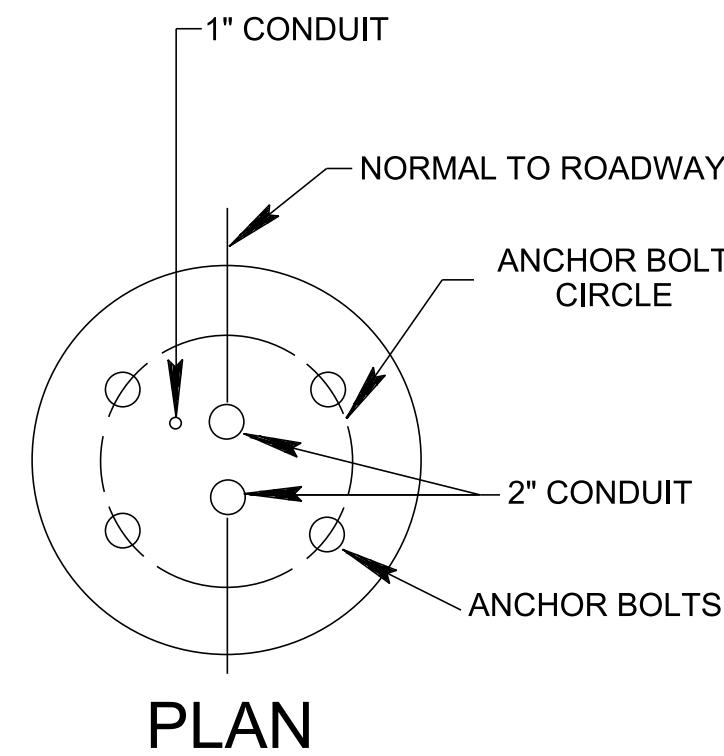 1" CONDUIT
NORMAL TO ROADWAY
ANCHOR BOLT
CIRCLE
2" CONDUIT
ANCHOR BOLTS
PLAN